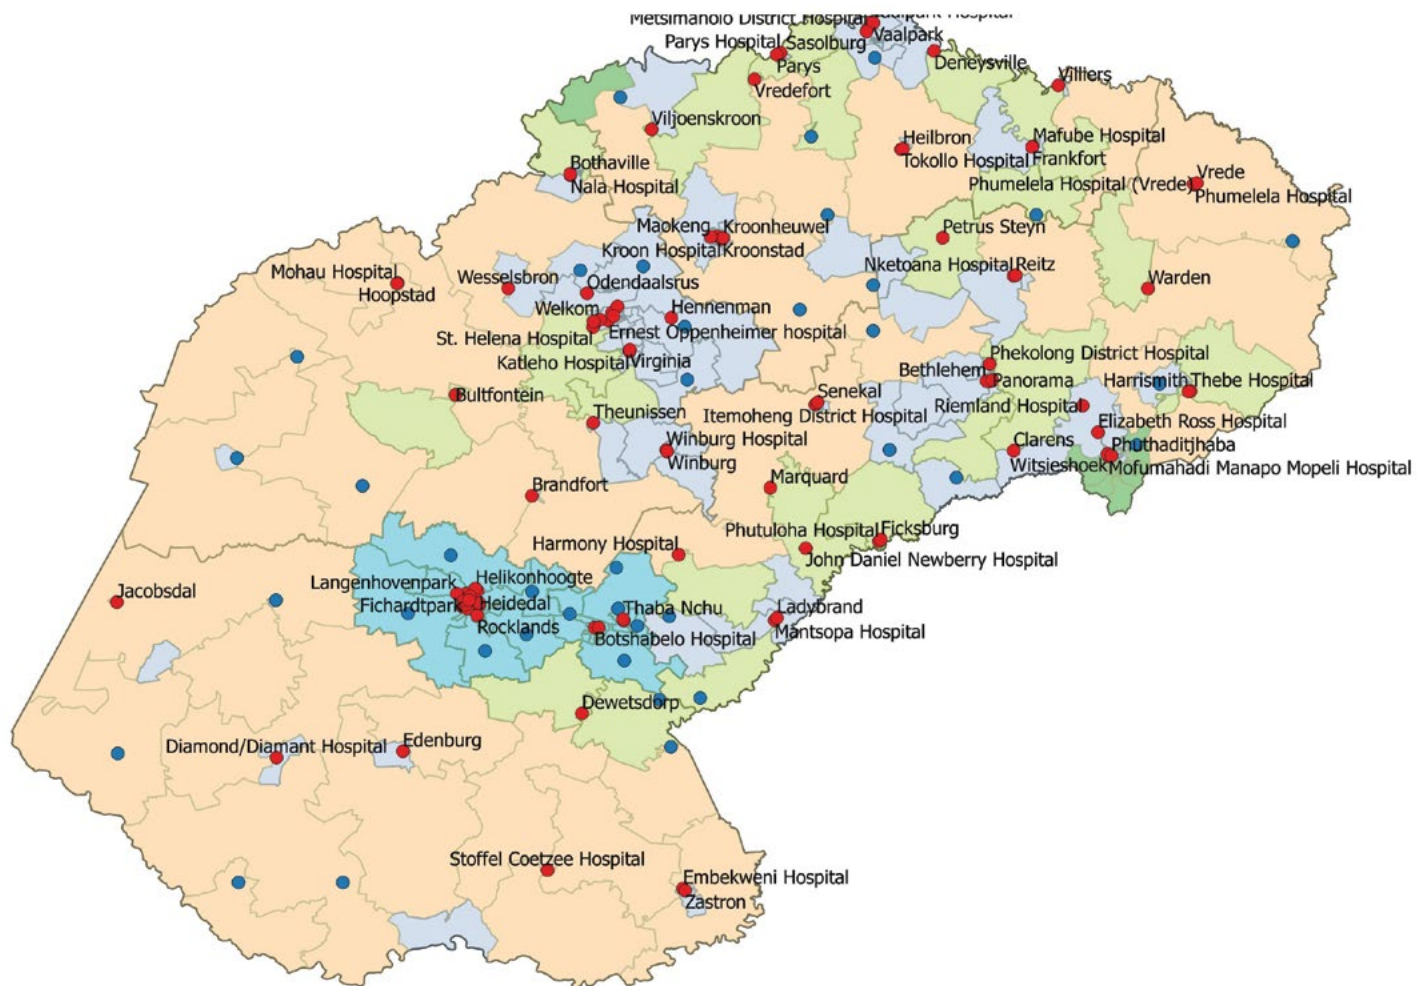 Metsimaholo District Hospital
Parys Hospital
Sasolburg
Vaalpark
Parys
Deneysville
Villiers
Vredefort
Viljoenskroon
Heilbron
Mafube Hospital
Tokollo Hospital
Frankfort
Bothaville
Nala Hospital
Phumelela Hospital (Vrede)
Vrede
Phumelela Hospital
Maokeng
Kroonheuwel
Petrus Steyn
Kroon Hospital
Kroonstad
Mohau Hospital
Hoopstad
Wesselsbron
Odendaalsrus
Nketoana Hospital
Reitz
Warden
Welkom
Hennenman
St. Helena Hospital
Ernest Oppenheimer hospital
Katleho Hospital
Virginia
Phekolong District Hospital
Bethlehem
Panorama
Harrismith
Thebe Hospital
Bultfontein
Senekal
Theunissen
Itemoheng District Hospital
Riemland Hospital
Elizabeth Ross Hospital
Winburg Hospital
Winburg
Clarens
Phuthaditjhaba
Witsieshoek
Mofumahadi Manapo Mopeli Hospital
Brandfort
Marquard
Harmony Hospital
Phutuloha Hospital
Ficksburg
John Daniel Newberry Hospital
Jacobsdal
Langenhovenpark
Helikonhoogte
Fichardtpark
Heidedal
Thaba Nchu
Ladybrand
Rocklands
Botshabelo Hospital
Mantsopa Hospital
Dewetsdorp
Diamond/Diamant Hospital
Edenburg
Stoffel Coetzee Hospital
Embekweni Hospital
Zastron